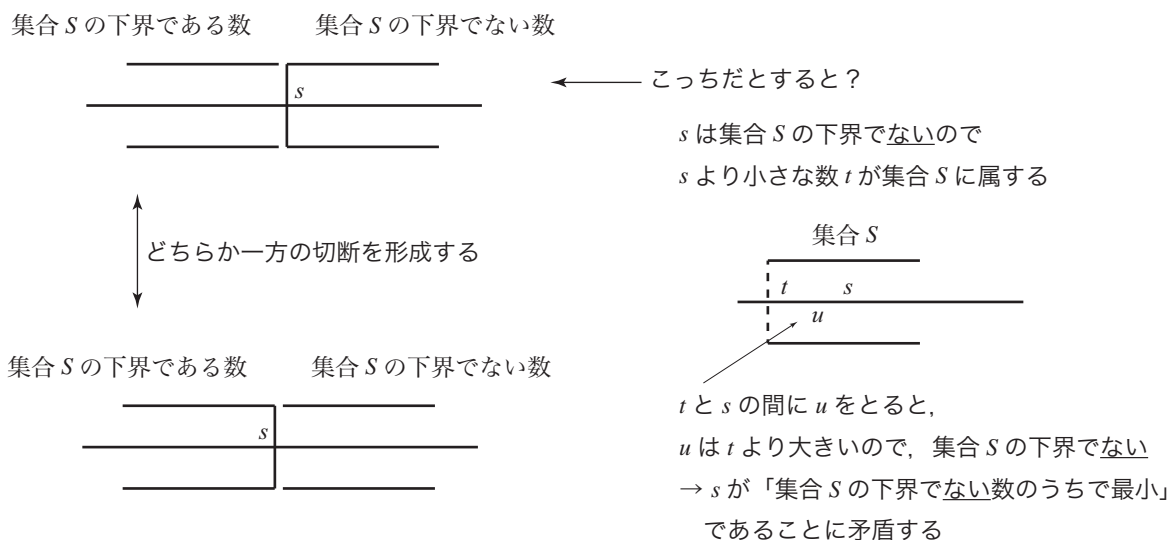 集合 S の下界である数 集合 S の下界でない数
s
こっちだとすると？
s は集合 S の下界でないので
s より小さな数 t が集合 S に属する
どちらか一方の切断を形成する
集合 S
t s
u
集合 S の下界である数 集合 S の下界でない数
s
t と s の間に u をとると，
u は t より大きいので，集合 S の下界でない
→ s が「集合 S の下界でない数のうちで最小」
であることに矛盾する